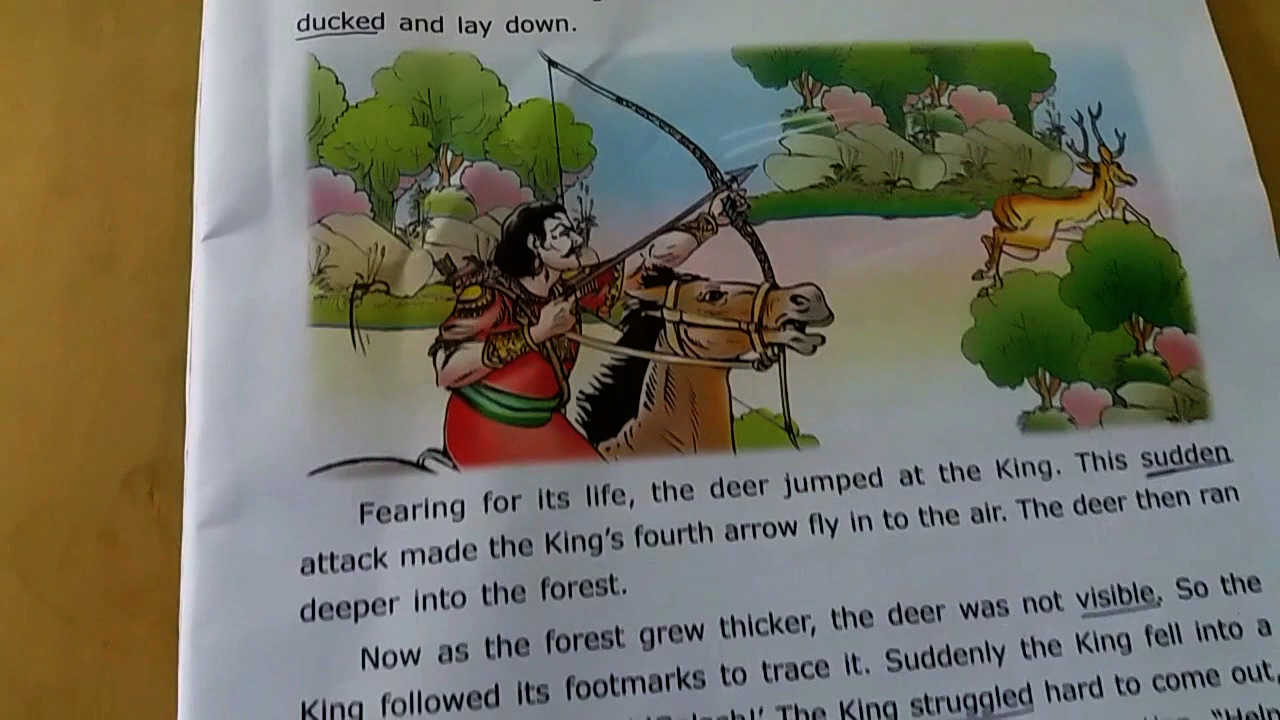 ducked and lay down.
Fearing for its life, the deer jumped at the King. This sudden
attack made the King's fourth arrow fly in to the air. The deer then ran
deeper into the forest.
Now as the forest grew thicker, the deer was not visible. So the
King followed its footmarks to trace it. Suddenly the King fell into a
The King struggled hard to come out,
"Help